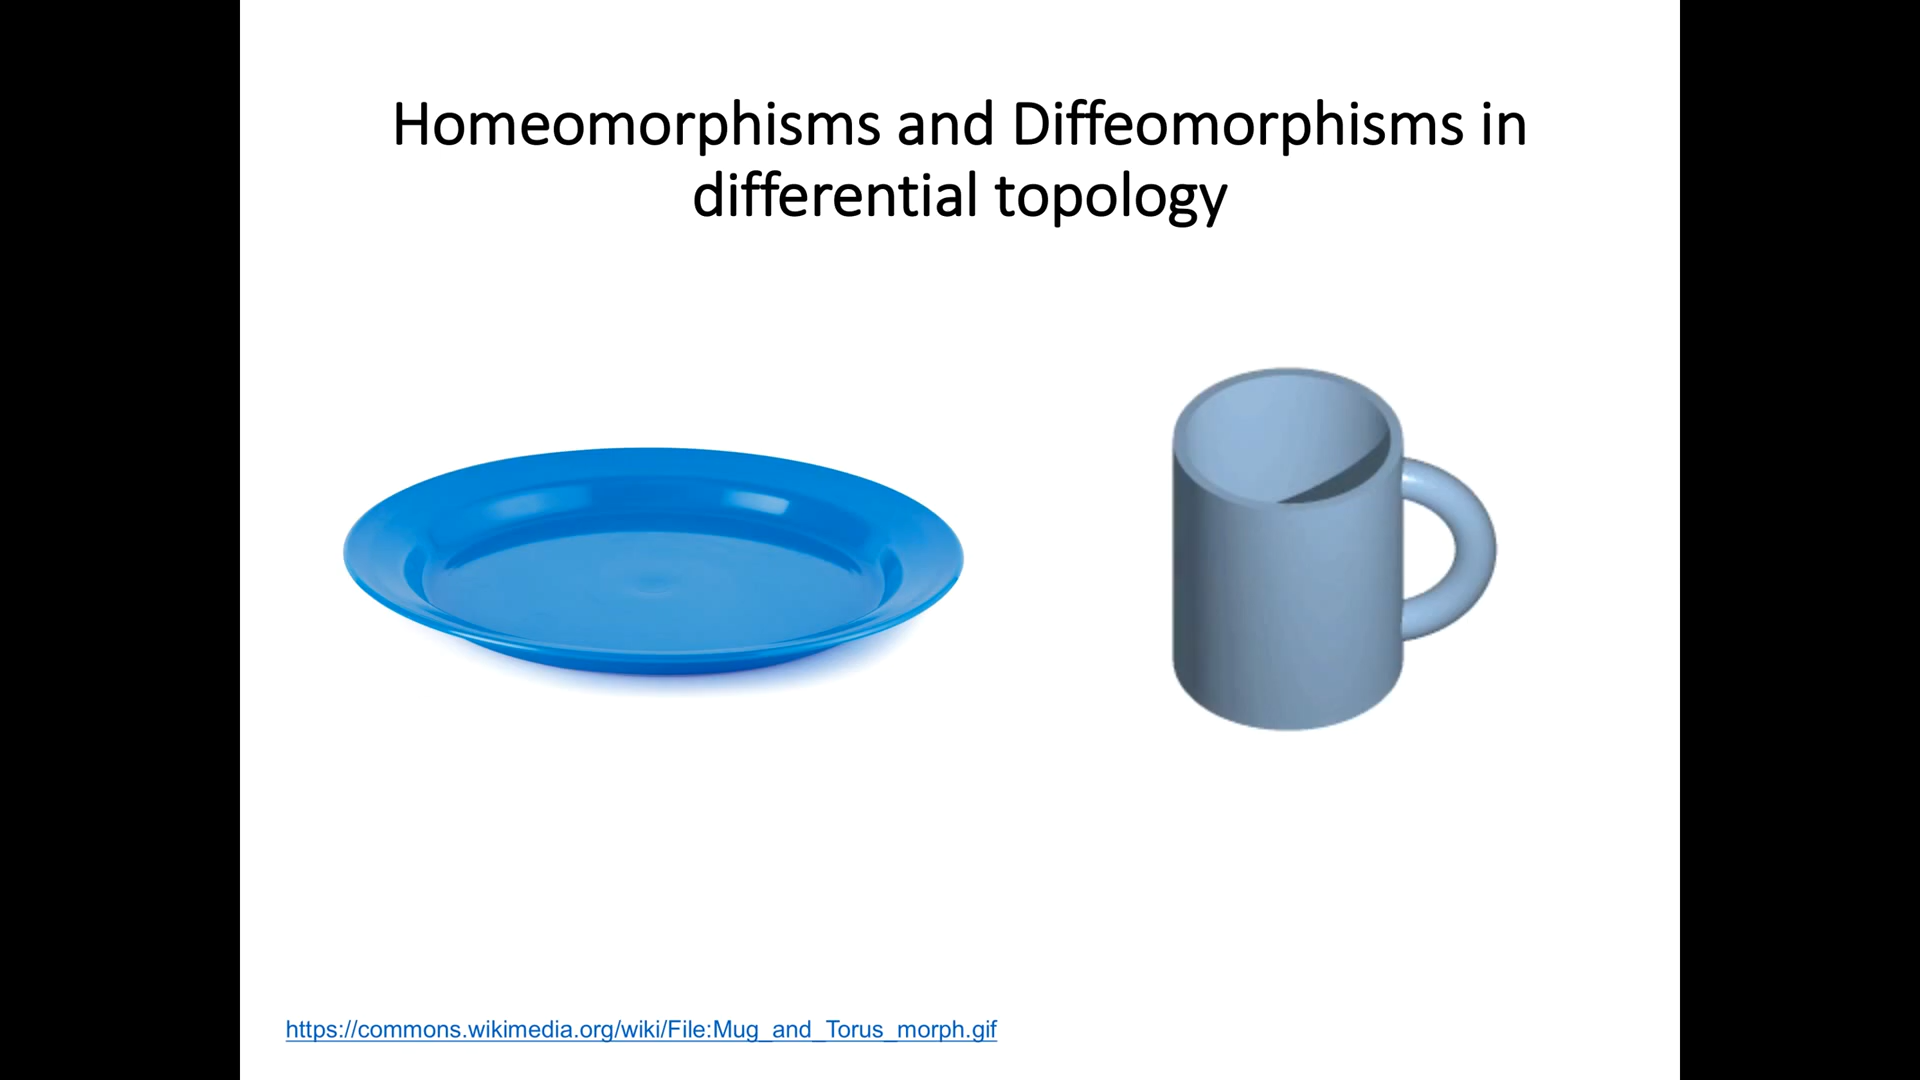 Homeomorphisms and Diffeomorphisms in
differential topology
https://commons.wikimedia.org/wiki/File:Mug_and_Torus_morph.gif